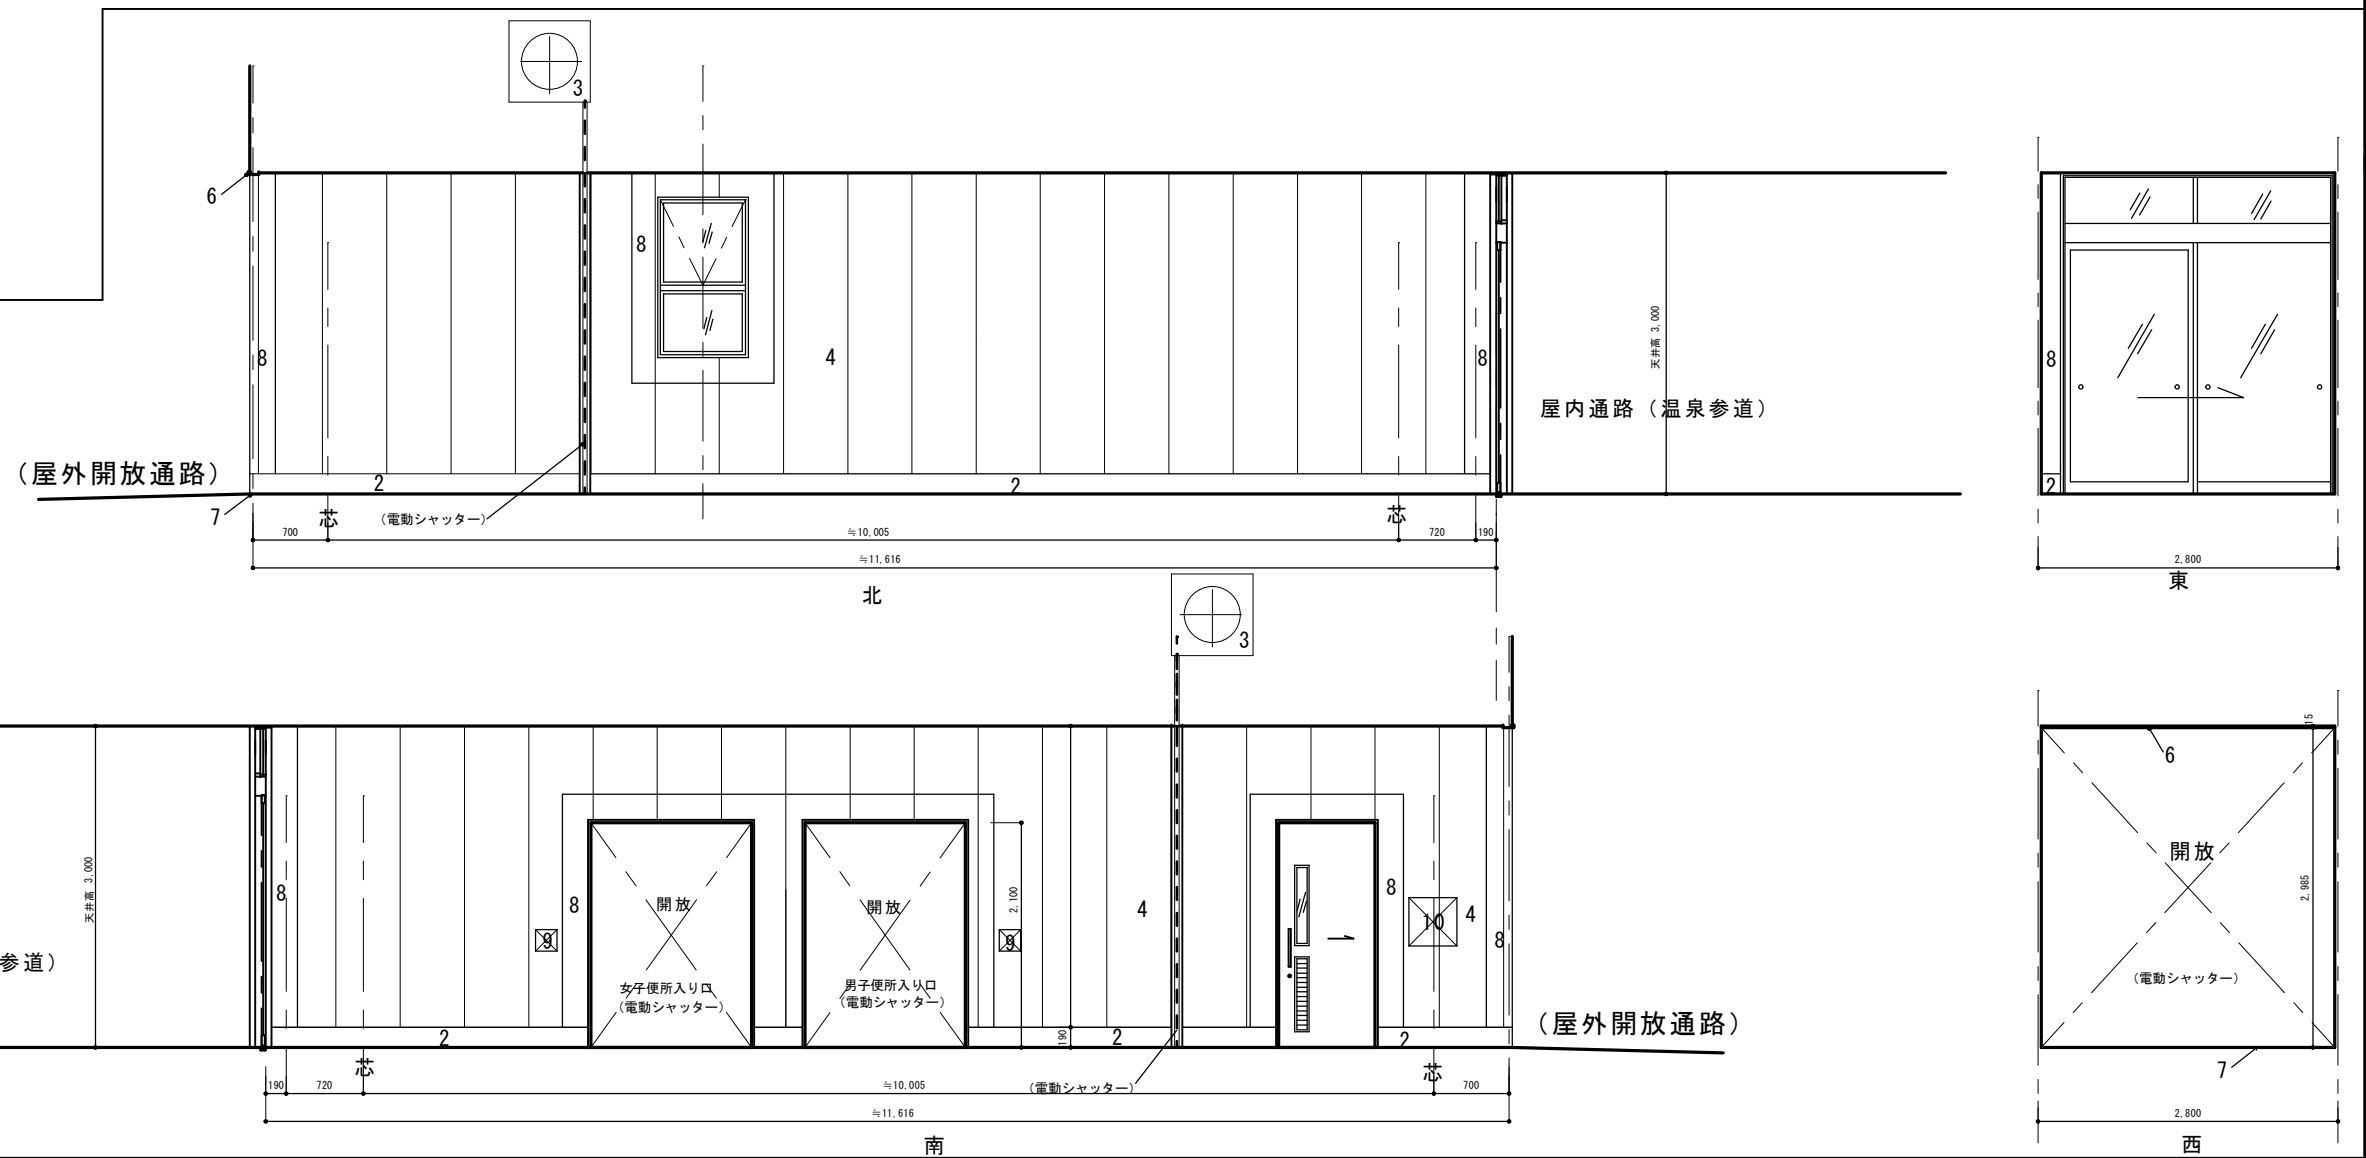 3
6
8
8
4
8
天井高 3,000
屋内通路（温泉参道）
8
（屋外開放通路）
2
2
2
7
芯
（電動シャッター）
芯
700
≒10,005
720
190
≒11,616
2,800
北
東
3
15
6
天井高 3,000
8
8
開放
開放
2,100
4
8
10
4
開放
2,985
9
9
8
参道）
女子便所入り口
（電動シャッター）
男子便所入り口
（電動シャッター）
（電動シャッター）
2
190
2
2
（屋外開放通路）
芯
芯
7
190
720
≒10,005
（電動シャッター）
700
≒11,616
2,800
南
西